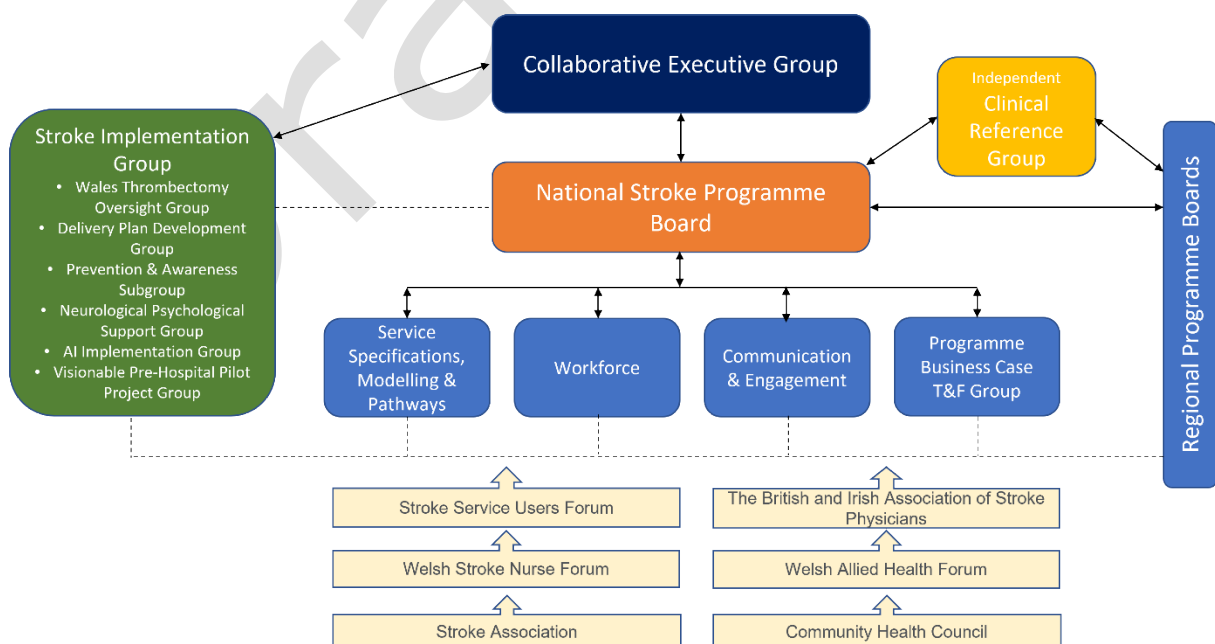 Collaborative Executive Group
Independent
Clinical
Reference
Group
Stroke Implementation
Group
• Wales Thrombectomy
Oversight Group
• Delivery Plan Development
Group
• Prevention & Awareness
Subgroup
• Neurological Psychological
Support Group
• AI Implementation Group
• Visionable Pre-Hospital Pilot
Project Group
National Stroke Programme
Board
Regional Programme Boards
Service
Specifications,
Modelling &
Pathways
Workforce
Communication
& Engagement
Programme
Business Case
T&F Group
Stroke Service Users Forum
The British and Irish Association of Stroke
Physicians
Welsh Stroke Nurse Forum
Welsh Allied Health Forum
Stroke Association
Community Health Council